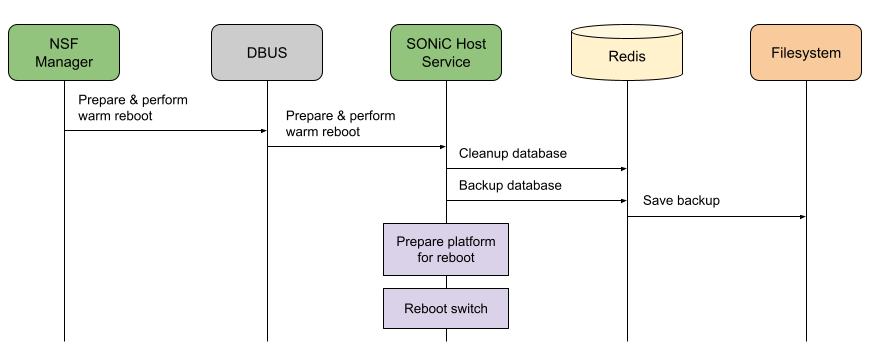 NSF
Manager
DBUS
SONiC Host
Service
Redis
Filesystem
Prepare & perform
warm reboot
Prepare & perform
warm reboot
Cleanup database
Backup database
Save backup
Prepare platform
for reboot
Reboot switch